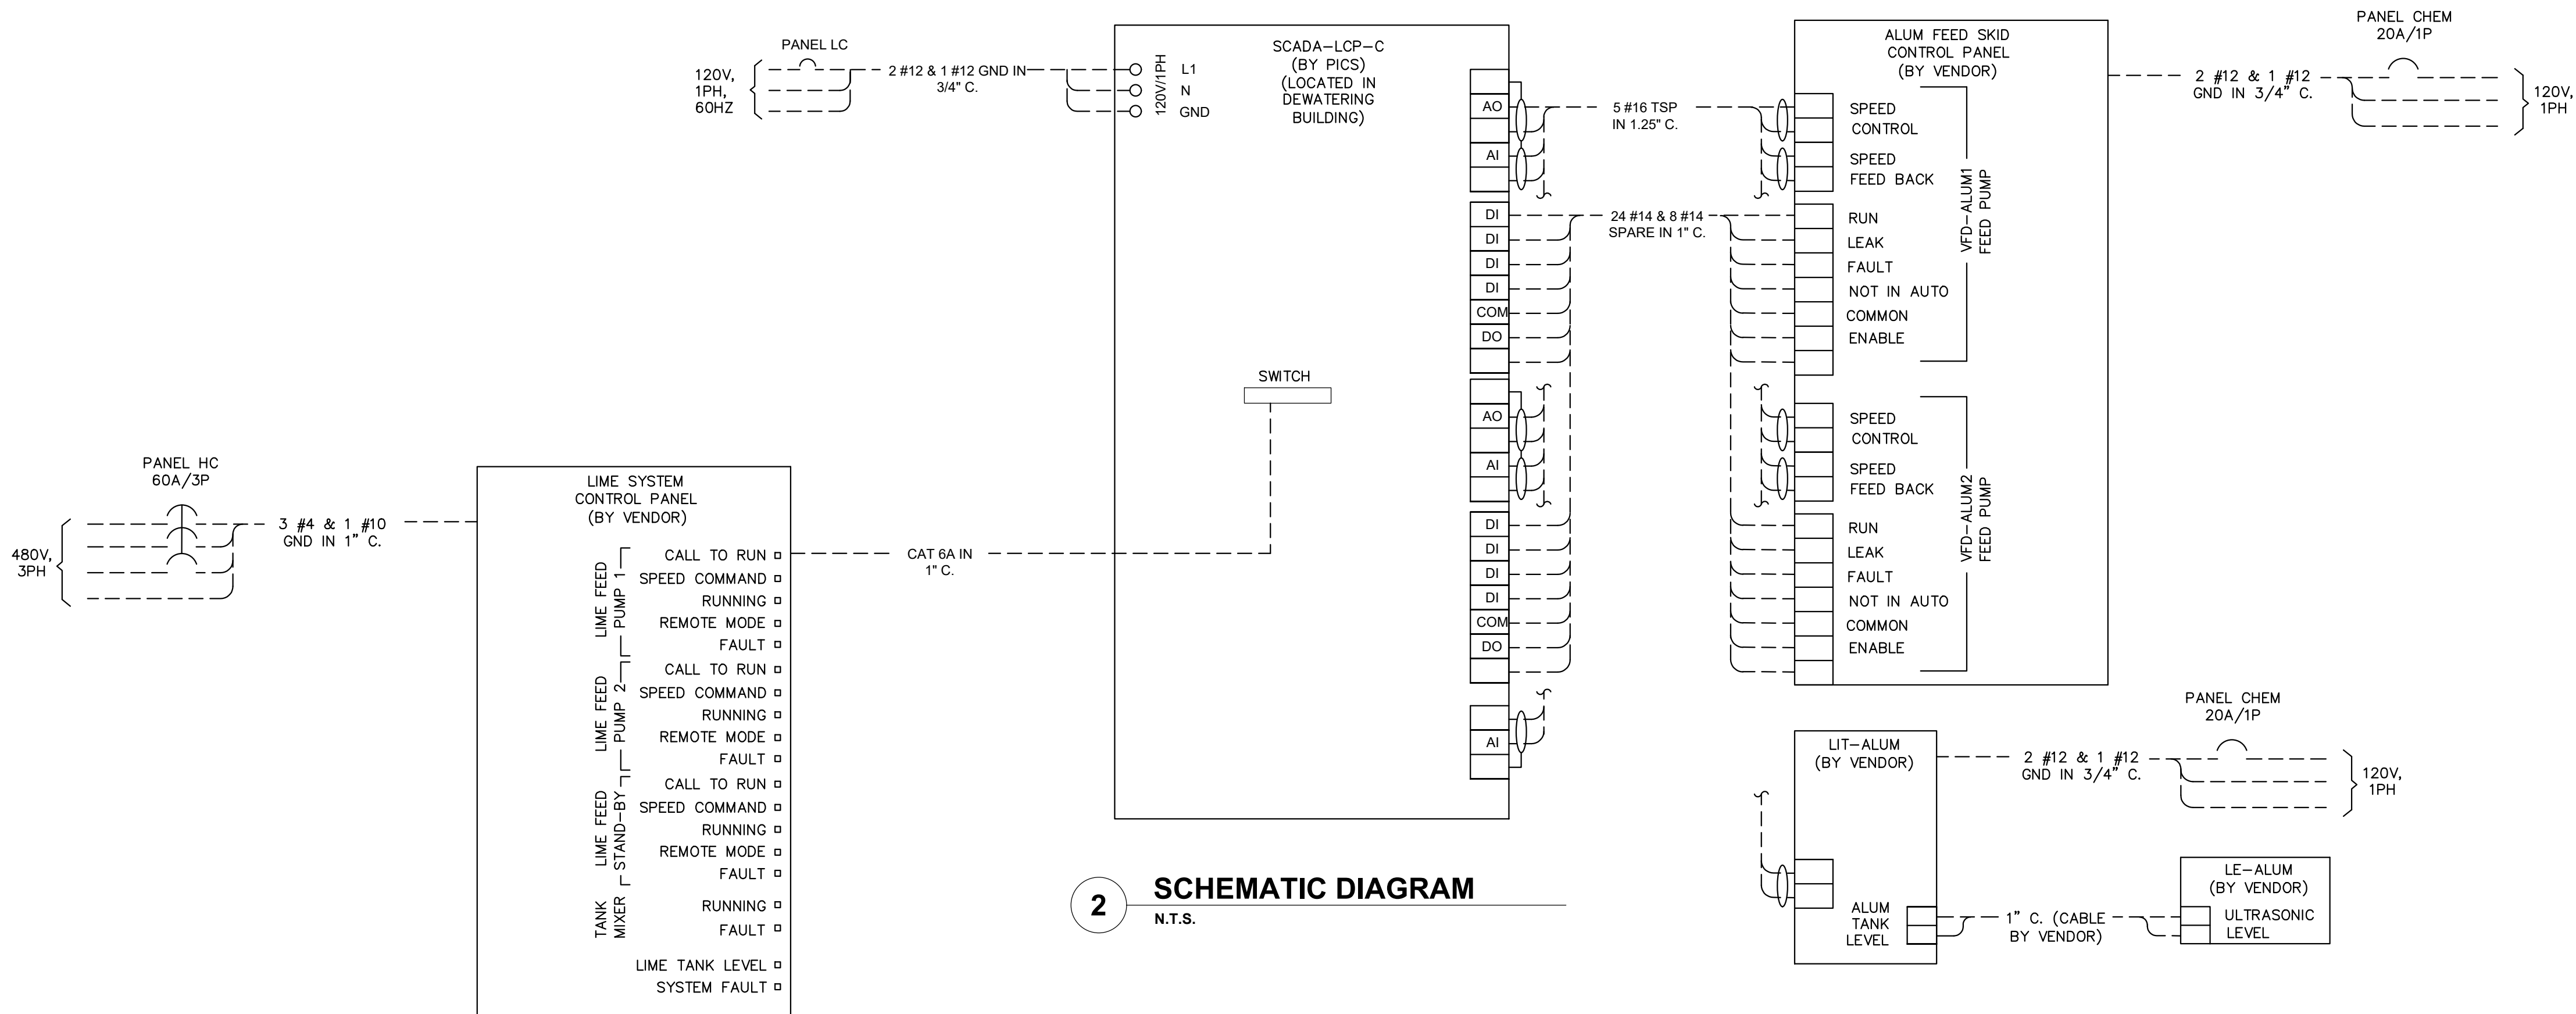 PANEL LC
120V,
1PH,
60HZ
2 #12 & 1 #12 GND IN
3/4" C.
120V/1PH
L1
N
GND
SCADA-LCP-C
(BY PICS)
(LOCATED IN
DEWATERING
BUILDING)
SWITCH
AO
AI
DI
DI
DI
DI
COM
DO
AO
AI
DI
DI
DI
DI
COM
DO
AI
5 #16 TSP
IN 1.25" C.
24 #14 & 8 #14
SPARE IN 1" C.
ALUM FEED SKID
CONTROL PANEL
(BY VENDOR)
SPEED
CONTROL
SPEED
FEED BACK
RUN
LEAK
FAULT
NOT IN AUTO
COMMON
ENABLE
VFD-ALUM1
FEED PUMP
SPEED
CONTROL
SPEED
FEED BACK
RUN
LEAK
FAULT
NOT IN AUTO
COMMON
ENABLE
VFD-ALUM2
FEED PUMP
PANEL CHEM
20A/1P
2 #12 & 1 #12
GND IN 3/4" C.
120V,
1PH
PANEL HC
60A/3P
480V,
3PH
3 #4 & 1 #10
GND IN 1" C.
LIME SYSTEM
CONTROL PANEL
(BY VENDOR)
LIME FEED
PUMP 1
CALL TO RUN
SPEED COMMAND
RUNNING
REMOTE MODE
FAULT
LIME FEED
PUMP 2
CALL TO RUN
SPEED COMMAND
RUNNING
REMOTE MODE
FAULT
LIME FEED
STAND-BY
CALL TO RUN
SPEED COMMAND
RUNNING
REMOTE MODE
FAULT
TANK
MIXER
RUNNING
FAULT
LIME TANK LEVEL
SYSTEM FAULT
CAT 6A IN
1" C.
LIT-ALUM
(BY VENDOR)
ALUM
TANK
LEVEL
PANEL CHEM
20A/1P
2 #12 & 1 #12
GND IN 3/4" C.
120V,
1PH
1" C. (CABLE
BY VENDOR)
LE-ALUM
(BY VENDOR)
ULTRASONIC
LEVEL
2
SCHEMATIC DIAGRAM
N.T.S.